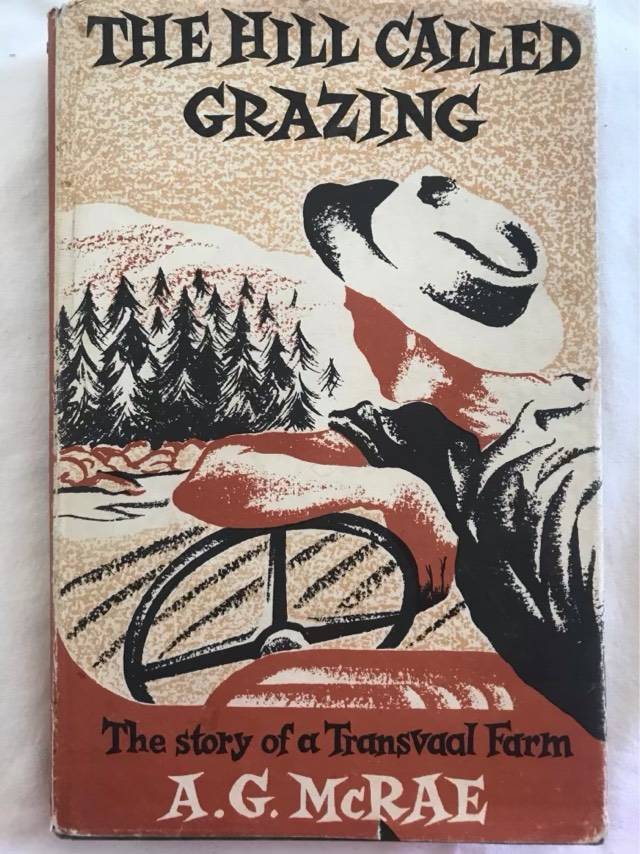 THE HILL CALLED
GRAZING
The story of a Transvaal Farm
A.G. McRAE